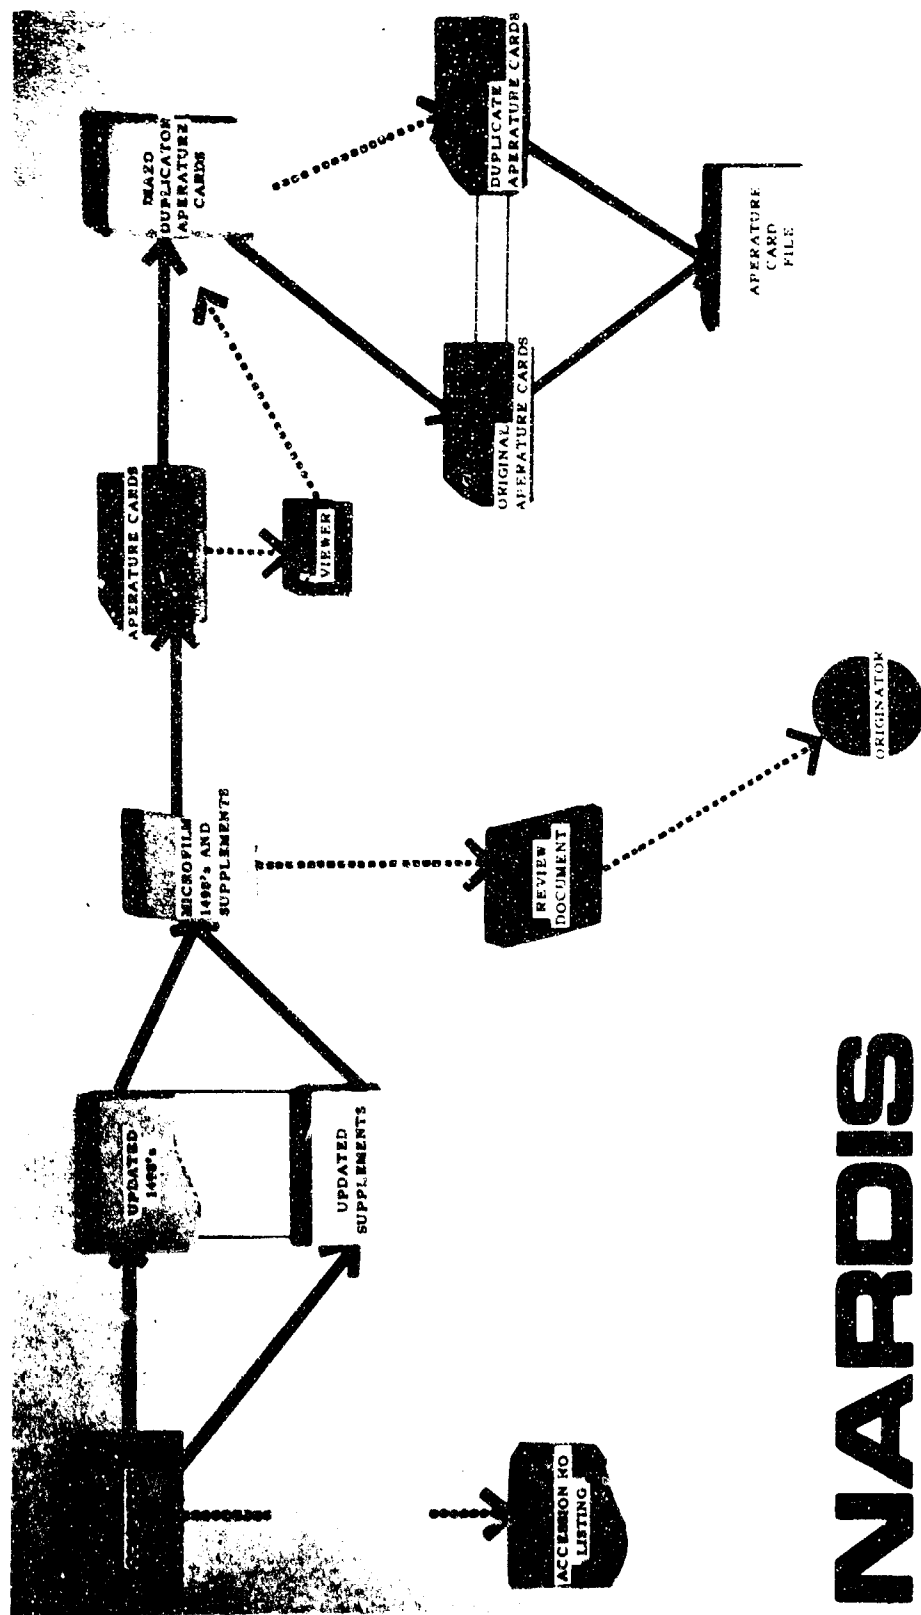 UPDATED
1498's
UPDATED
SUPPLEMENTS
ACCESSION NO
LISTING
MICROFILM
1498's AND
SUPPLEMENTS
REVIEW
DOCUMENT
ORIGINATOR
APERATURE CARDS
VIEWER
DIAZO
DUPLICATOR
APERATURE
CARDS
ORIGINAL
APERATURE CARDS
DUPLICATE
APERATURE CARDS
APERATURE
CARD
FILE
NARDIS